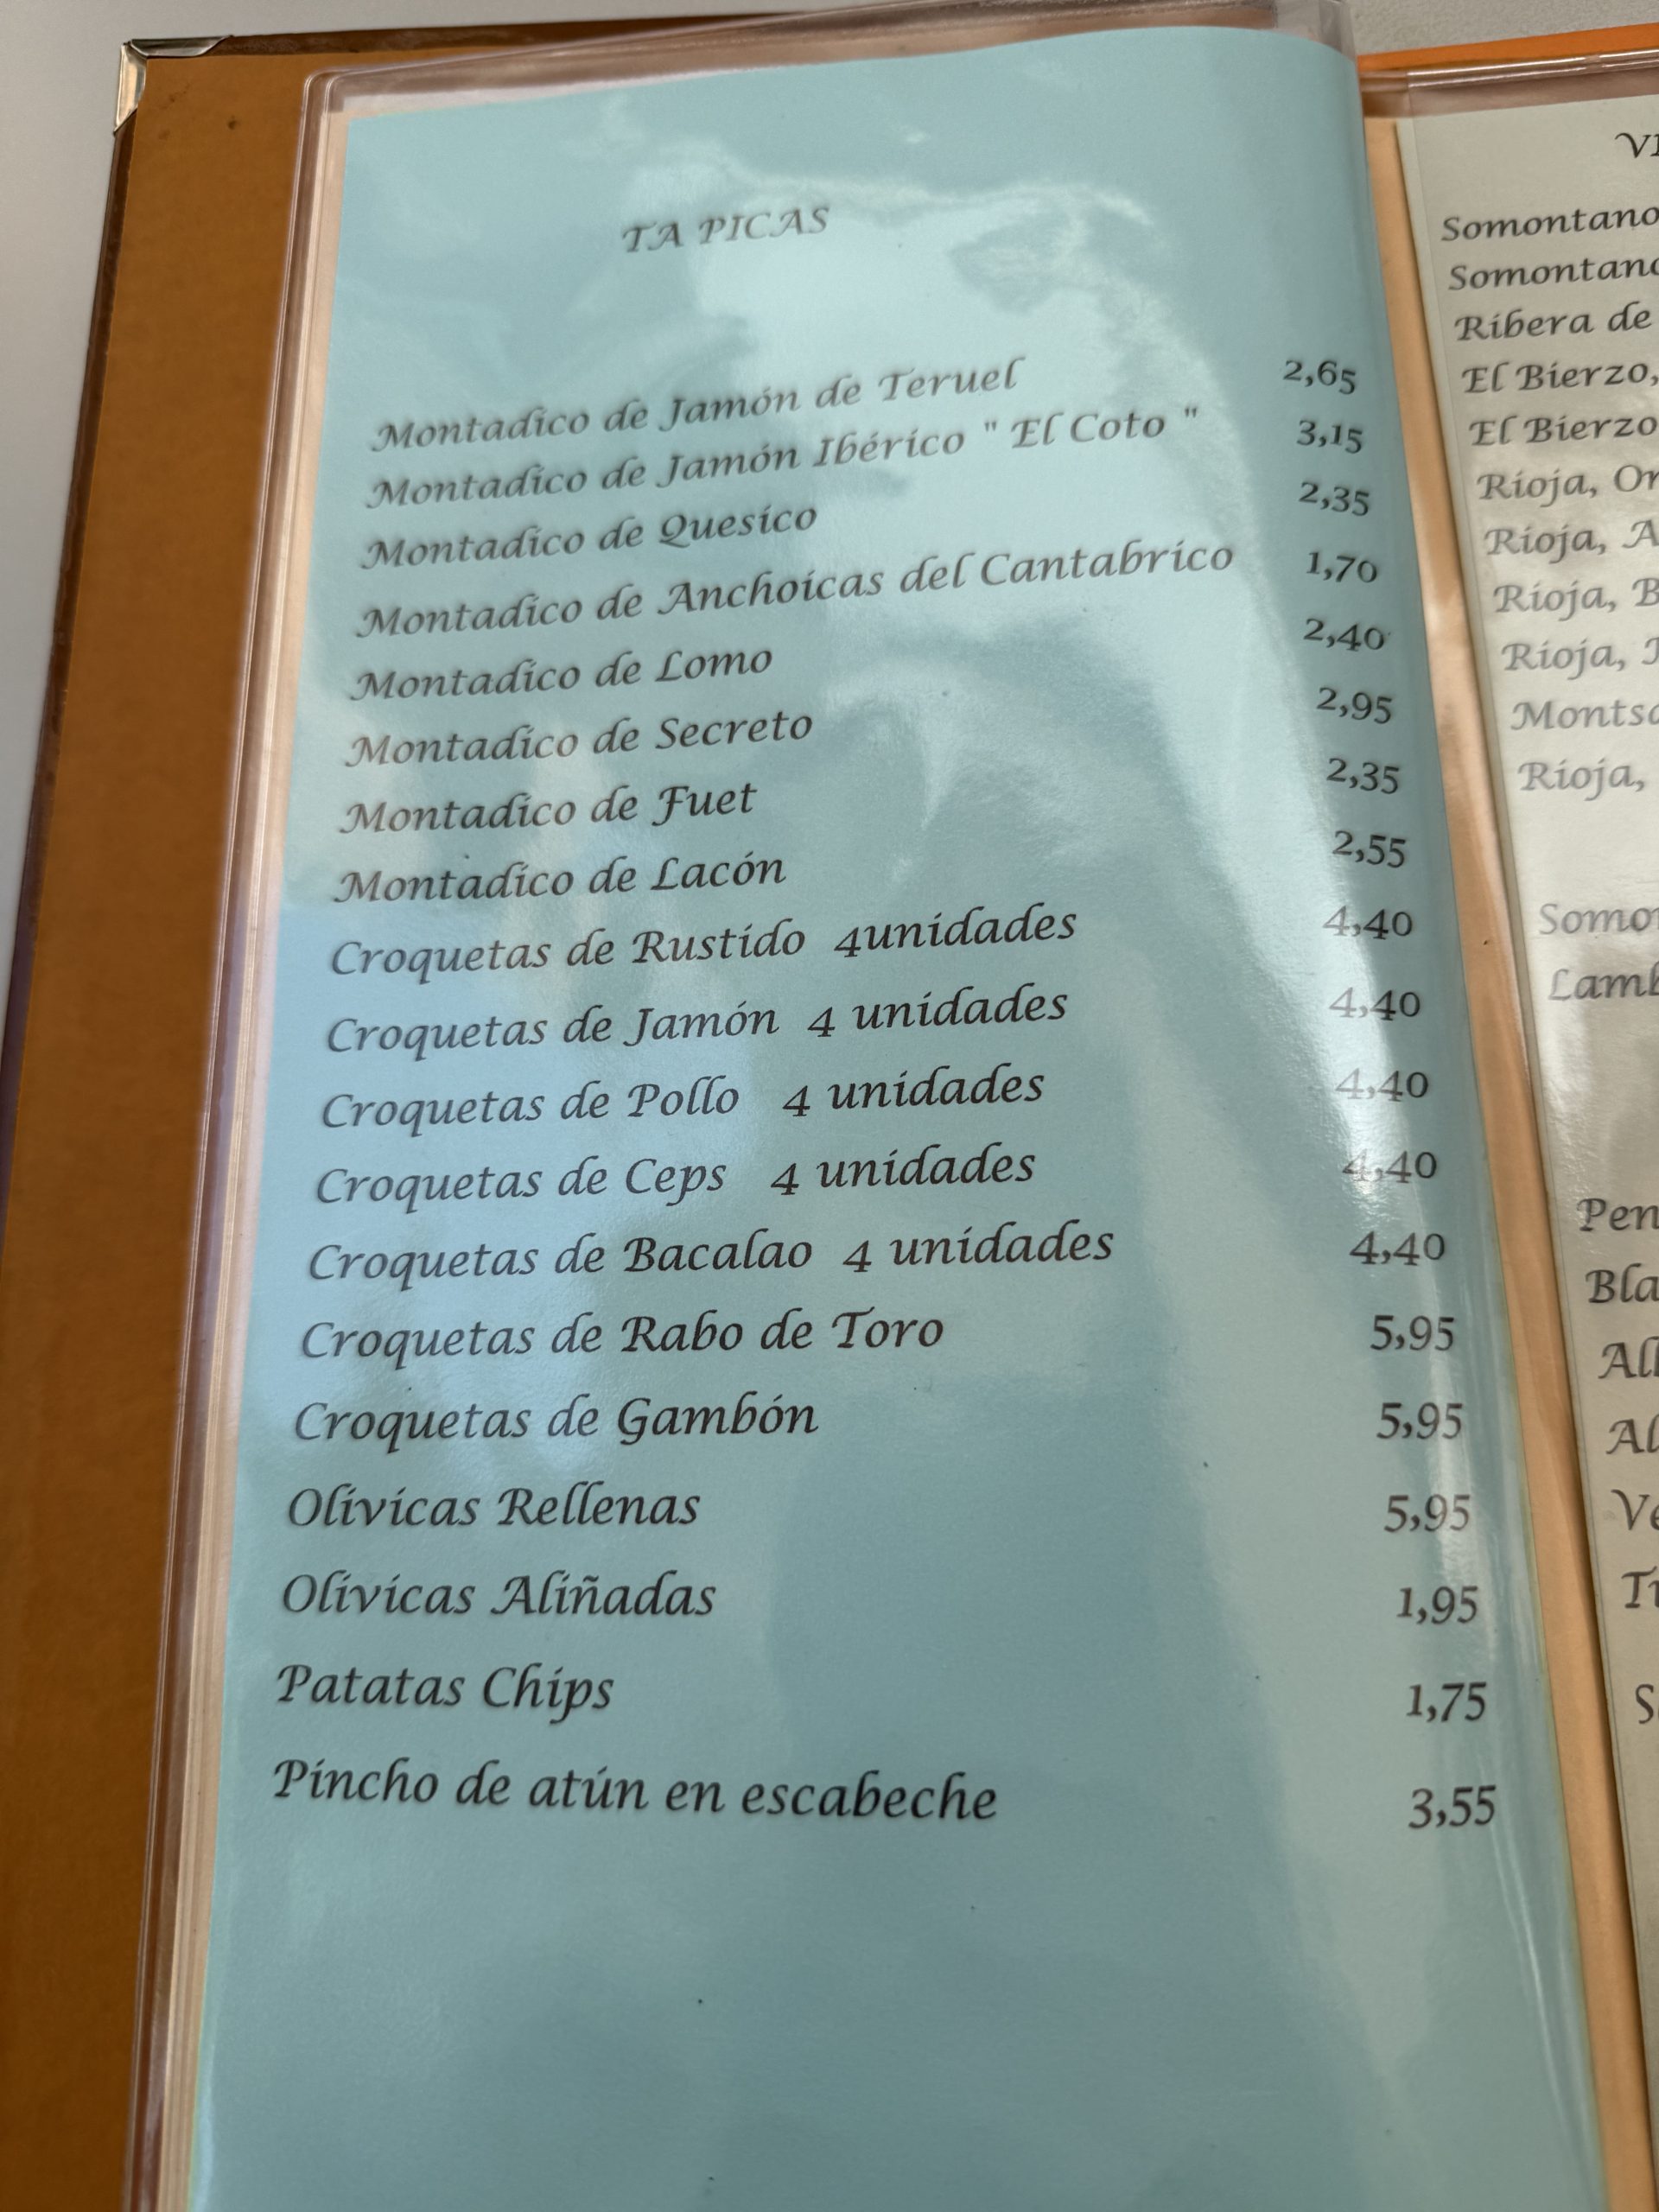 TA PICAS
Montadico de Jamón de Teruel 2,65
Montadico de Jamón Ibérico " El Coto " 3,15
Montadico de Quesico 2,35
Montadico de Anchoicas del Cantabrico 1,70
Montadico de Lomo 2,40
Montadico de Secreto 2,95
Montadico de Fuet 2,35
Montadico de Lacón 2,55
Croquetas de Rustido 4unidades 4,40
Croquetas de Jamón 4 unidades 4,40
Croquetas de Pollo 4 unidades 4,40
Croquetas de Ceps 4 unidades 4,40
Croquetas de Bacalao 4 unidades 4,40
Croquetas de Rabo de Toro 5,95
Croquetas de Gambón 5,95
Olivicas Rellenas 5,95
Olivicas Aliñadas 1,95
Patatas Chips 1,75
Pincho de atún en escabeche 3,55
Somontano
Somontano
Ribera de
El Bierzo,
El Bierzo
Rioja,
Rioja, A
Rioja, B
Rioja,
Rioja,